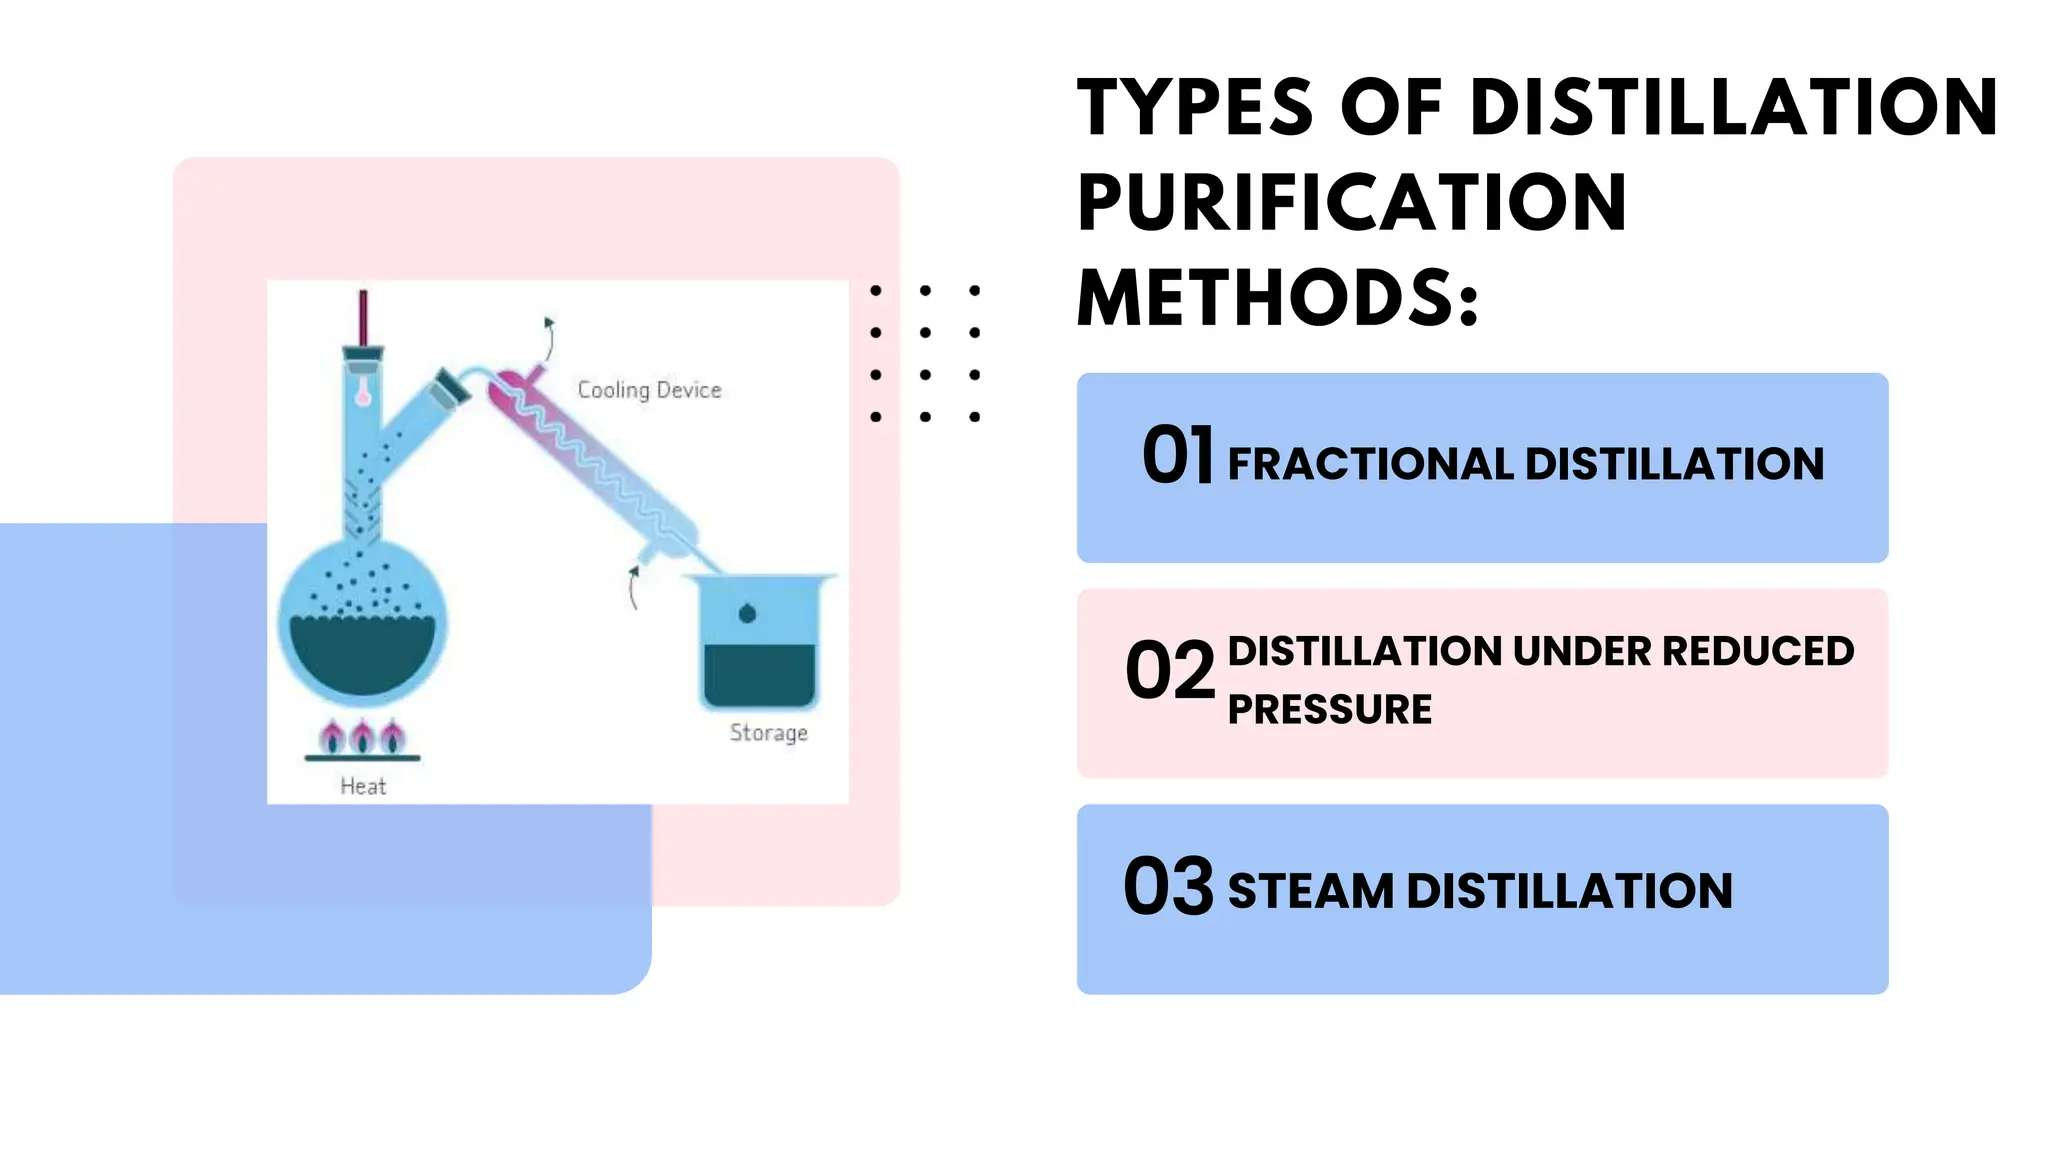 TYPES OF DISTILLATION
PURIFICATION
METHODS:
Cooling Device
Storage
Heat
01 FRACTIONAL DISTILLATION
02 DISTILLATION UNDER REDUCED
PRESSURE
03 STEAM DISTILLATION